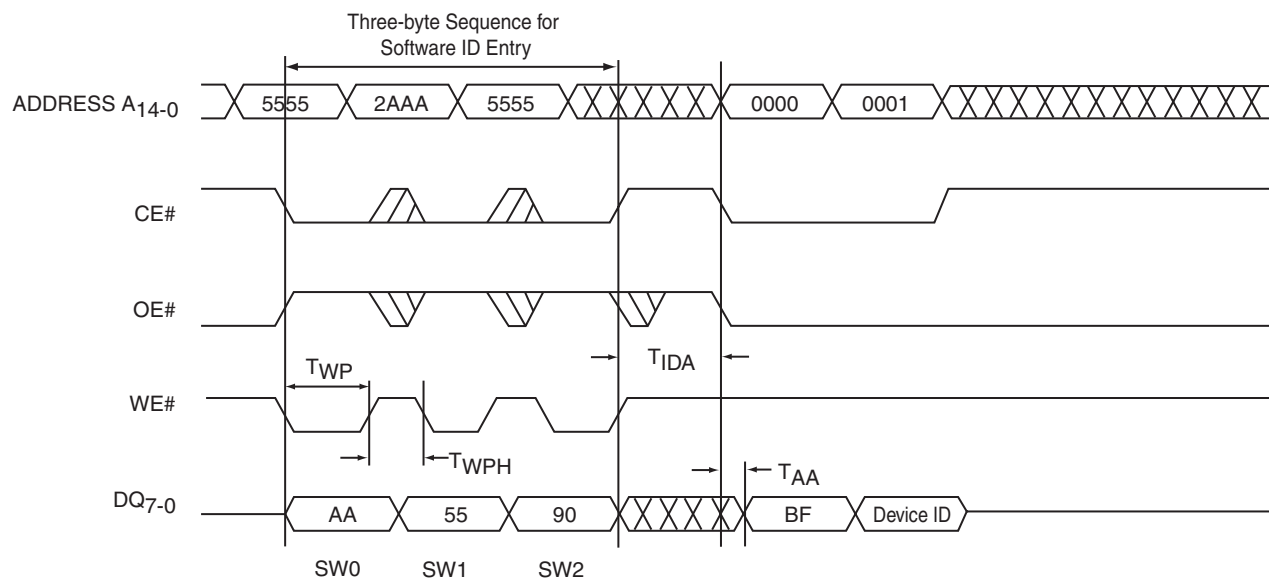 Three-byte Sequence for
Software ID Entry
ADDRESS A14-0
5555 2AAA 5555 0000 0001
CE#
OE#
TWP TIDA
WE#
TWPH TAA
DQ7-0
AA 55 90 BF Device ID
SW0 SW1 SW2